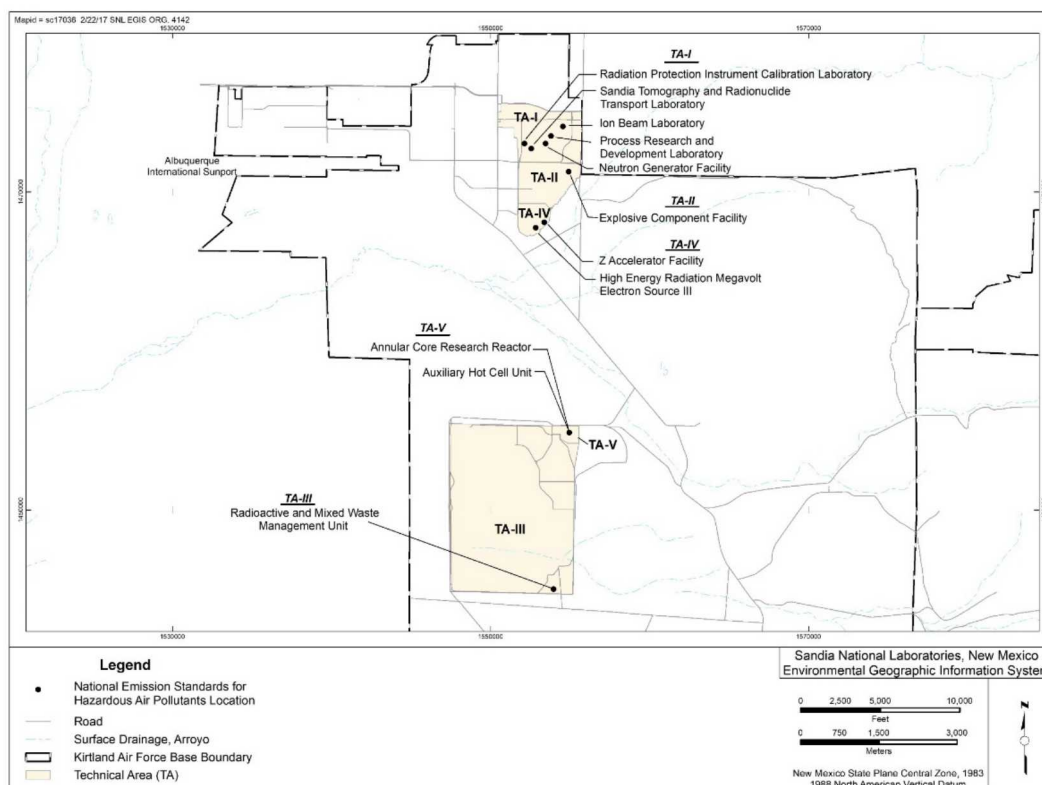 Mapid = sc17036 2/22/17 SNL EGIS ORG. 4142
1530000
1550000
1570000
TA-I
Radiation Protection Instrument Calibration Laboratory
Sandia Tomography and Radionuclide
Transport Laboratory
Ion Beam Laboratory
Process Research and
Development Laboratory
Neutron Generator Facility
TA-I
Albuquerque
International Sunport
TA-II
1470000
TA-II
Explosive Component Facility
TA-IV
TA-IV
Z Accelerator Facility
High Energy Radiation Megavolt
Electron Source III
TA-V
Annular Core Research Reactor
Auxiliary Hot Cell Unit
TA-V
TA-III
Radioactive and Mixed Waste
Management Unit
1450000
TA-III
1530000
1550000
1570000
Legend
National Emission Standards for
Hazardous Air Pollutants Location
Road
Surface Drainage, Arroyo
Kirtland Air Force Base Boundary
Technical Area (TA)
Sandia National Laboratories, New Mexico
Environmental Geographic Information System
0 2,500 5,000 10,000
Feet
0 750 1,500 3,000
Meters
N
New Mexico State Plane Central Zone, 1983
1988 North American Vertical Datum